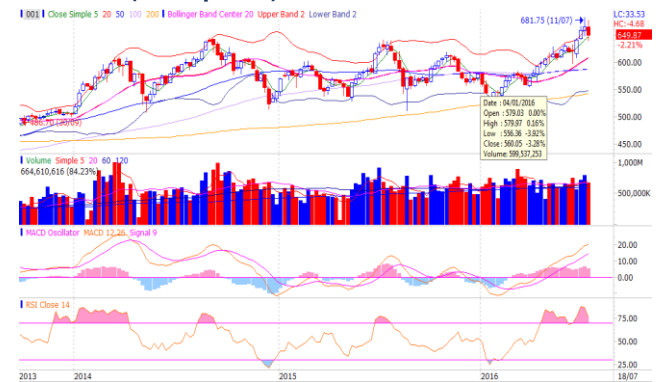 001 Close Simple 5 20 50 100 200 Bollinger Band Center 20 Upper Band 2 Lower Band 2
LC:33.53
681.75 (11/07)
HC:-4.68
649.87
-2.21%
600.00
550.00
500.00
450.00
Date : 04/01/2016
Open : 579.03 0.00%
High : 579.97 0.16%
Low : 556.36 -3.92%
Close : 560.05 -3.28%
Volume: 599,537,253
Volume Simple 5 20 60 120
664,610,616 (84.23%)
1,000M
500,000K
MACD Oscillator MACD 12,26, Signal 9
20.00
10.00
0.00
RSI Close 14
75.00
50.00
25.00
2013 2014 2015 2016 18/07